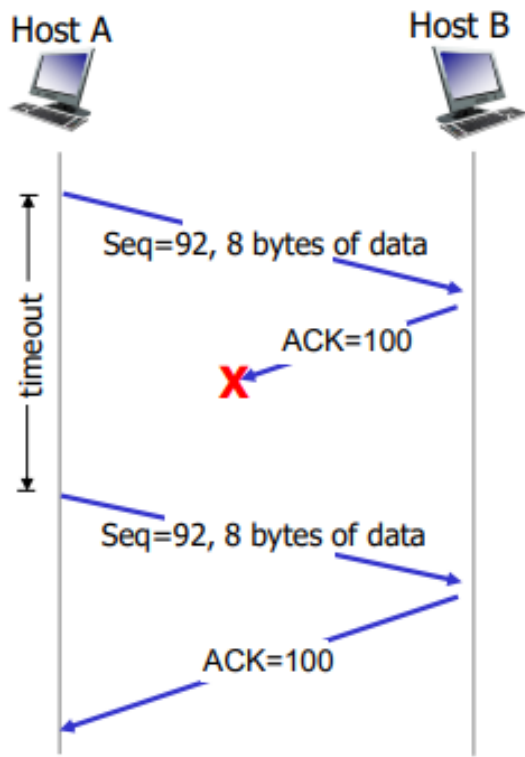 Host A
Host B
Seq=92, 8 bytes of data
ACK=100
X
timeout
Seq=92, 8 bytes of data
ACK=100